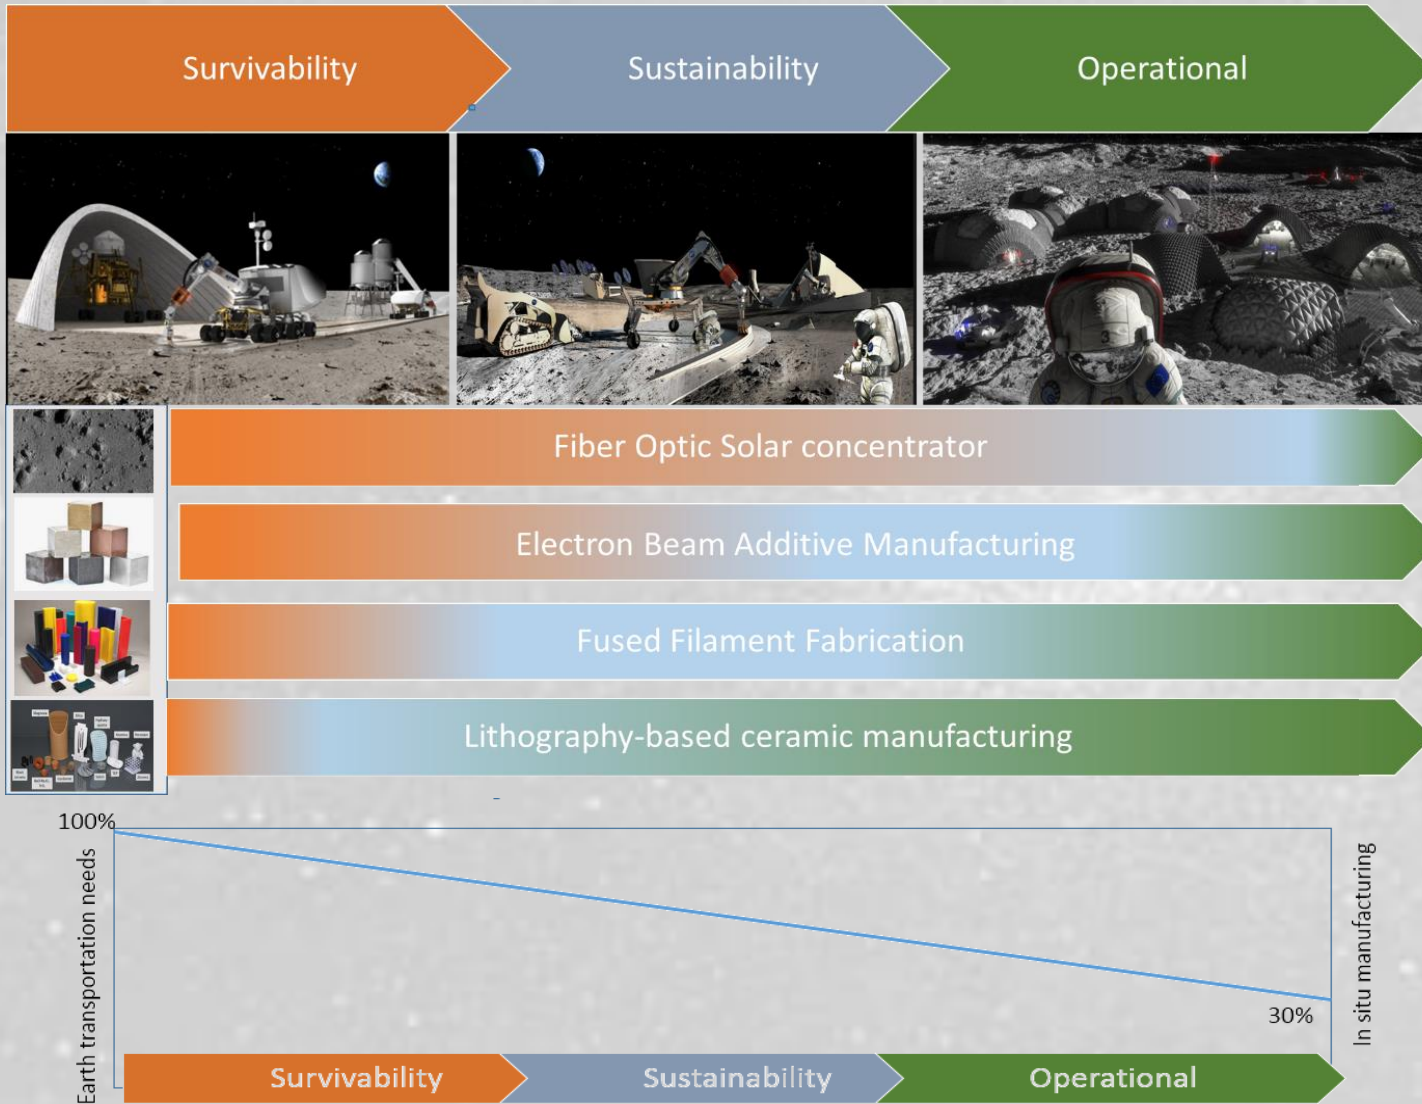 Survivability
Sustainability
Operational
Fiber Optic Solar concentrator
Electron Beam Additive Manufacturing
Fused Filament Fabrication
Lithography-based ceramic manufacturing
100%
Earth transportation needs
30%
In situ manufacturing
Survivability
Sustainability
Operational